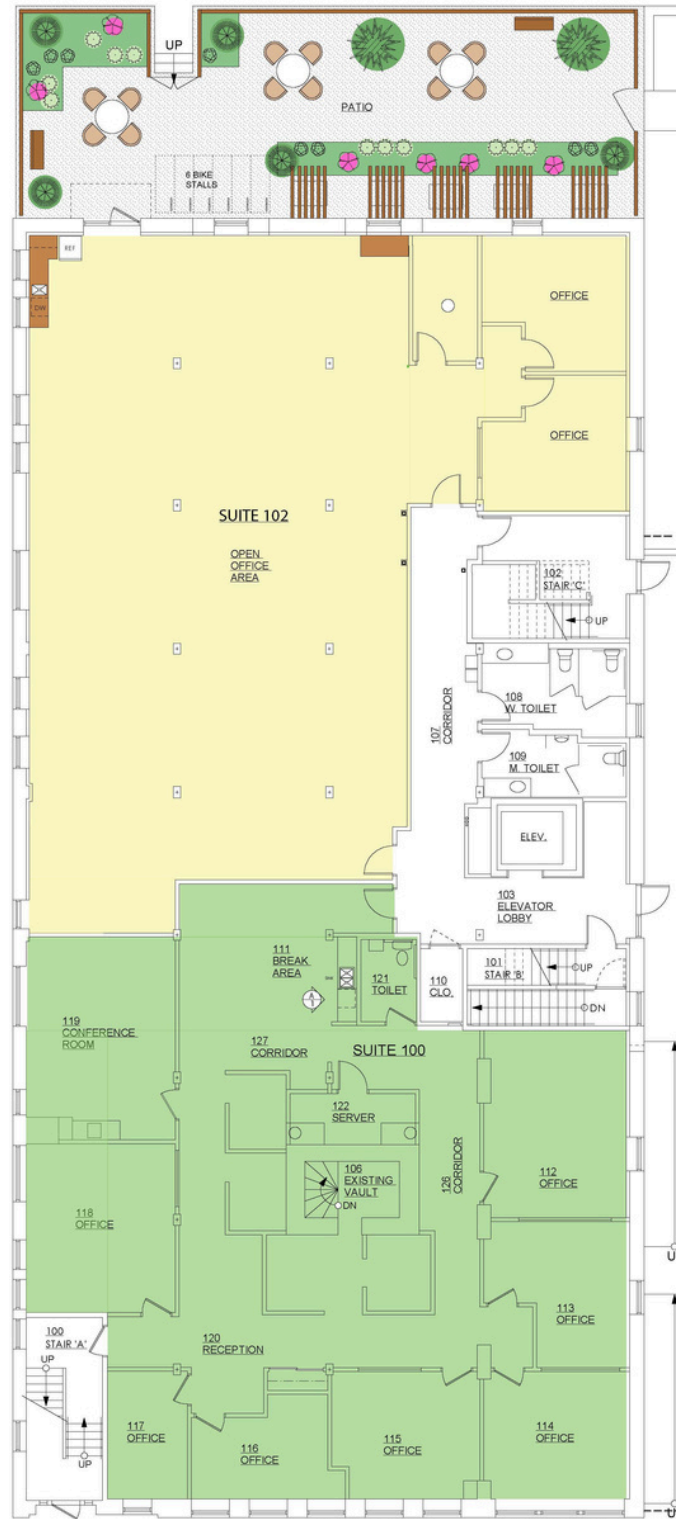 UP
PATIO
6 BIKE
STALLS
REF
DW
OFFICE
OFFICE
SUITE 102
OPEN
OFFICE
AREA
102
STAIR 'C'
UP
108
W. TOILET
107
CORRIDOR
109
M. TOILET
ELEV.
103
ELEVATOR
LOBBY
111
BREAK
AREA
121
TOILET
110
CLO.
101
STAIR 'B'
UP
DN
119
CONFERENCE
ROOM
127
CORRIDOR
SUITE 100
122
SERVER
106
EXISTING
VAULT
DN
126
CORRIDOR
112
OFFICE
118
OFFICE
113
OFFICE
100
STAIR 'A'
UP
UP
120
RECEPTION
117
OFFICE
116
OFFICE
115
OFFICE
114
OFFICE